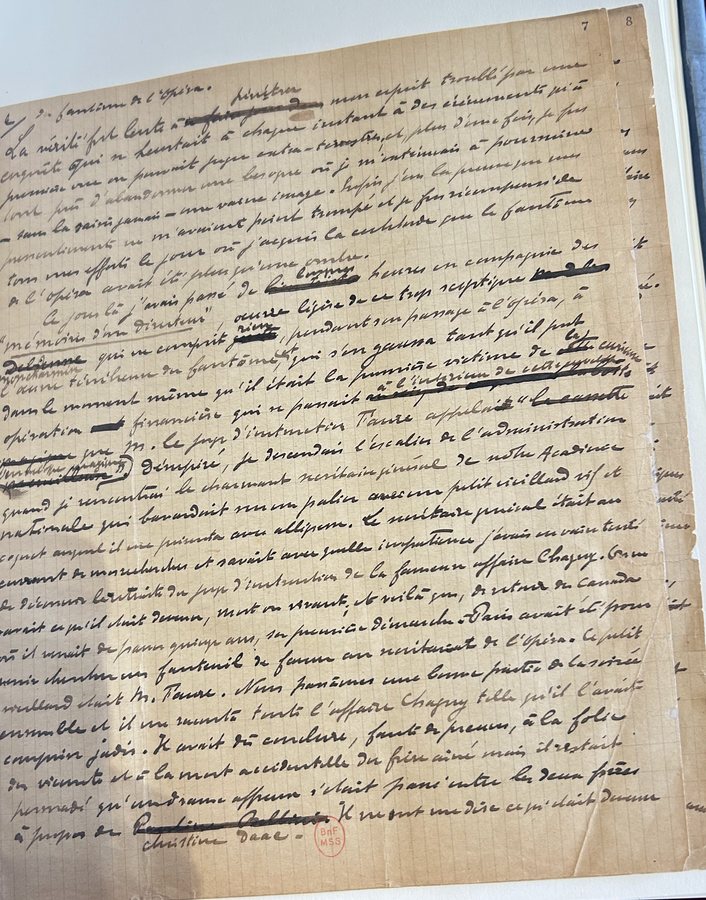 7
8
du fantôme de l'Opéra.
pénétrer
La vérité fut lente à mon esprit troublé par une
enquête qui se heurtait à chaque instant à des événements qu'à
première vue on pouvait juger extra-terrestres, et, plus d'une fois, je fus
tout près d'abandonner une besogne où je m'exténuais à poursuivre
– sans la saisir jamais – une vaine image. Enfin j'eus la preuve que mes
pressentiments ne m'avaient point trompé et je fus récompensé de
tous mes efforts le jour où j'acquis la certitude que le fantôme
de l'opéra avait été plus qu'une ombre.
Ce jour là j'avais passé de longues heures en compagnie des
"mémoires d'un directeur", œuvre légère de ce trop sceptique
Moncharmin qui ne comprit rien, pendant son passage à l'Opéra, à
l'œuvre ténébreuse du fantôme, et qui s'en gaussa tant qu'il put
dans le moment même qu'il était la première victime de la curieuse
opération financière qui se passait à l'intérieur de
que M. le juge d'instruction Faure appelait
Désespéré, je descendais l'escalier de l'administration
quand je rencontrai le charmant secrétaire général de notre Académie
nationale qui bavardait sur un palier avec un petit vieillard vif et
coquet auquel il me présenta avec allégresse. Le secrétaire général était au
courant de mes recherches et savait avec quelle impatience j'avais en vain tenté
de découvrir la retraite du juge d'instruction de la fameuse affaire Chagny. On ne
savait ce qu'il était devenu, mort ou vivant, et voilà que, de retour du Canada
où il venait de passer quinze ans, sa première démarche à Paris avait été pour
venir chercher un fauteuil de faveur au secrétariat de l'Opéra. Ce petit
vieillard était M. Faure. Nous passâmes une bonne partie de la soirée
ensemble et il me raconta toute l'affaire Chagny telle qu'il l'avait
comprise jadis. Il avait dû conclure, faute de preuves, à la folie
du vicomte et à la mort accidentelle du frère aîné mais il restait
persuadé qu'un drame affreux s'était passé entre les deux frères
à propos de Il ne sut me dire ce qu'était devenue
Christine Daaé –
BnF
MSS